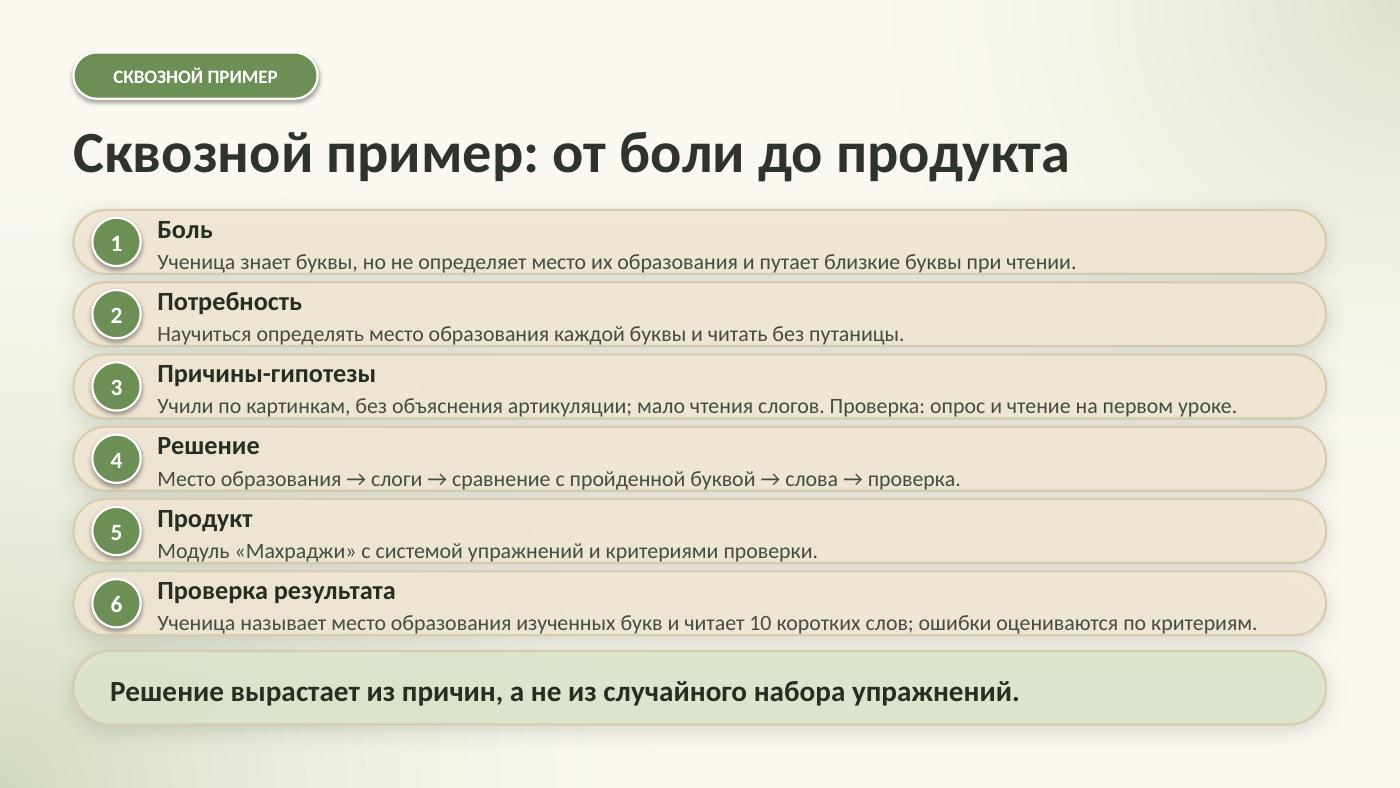 СКВОЗНОЙ ПРИМЕР
Сквозной пример: от боли до продукта
1
Боль
Ученица знает буквы, но не определяет место их образования и путает близкие буквы при чтении.
2
Потребность
Научиться определять место образования каждой буквы и читать без путаницы.
3
Причины-гипотезы
Учили по картинкам, без объяснения артикуляции; мало чтения слогов. Проверка: опрос и чтение на первом уроке.
4
Решение
Место образования → слоги → сравнение с пройденной буквой → слова → проверка.
5
Продукт
Модуль «Махраджи» с системой упражнений и критериями проверки.
6
Проверка результата
Ученица называет место образования изученных букв и читает 10 коротких слов; ошибки оцениваются по критериям.
Решение вырастает из причин, а не из случайного набора упражнений.